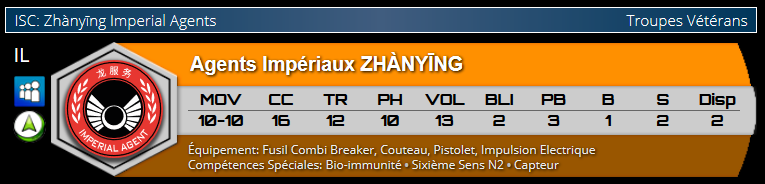 ISC: Zhànyīng Imperial Agents Troupes Vétérans
IL
Agents Impériaux ZHÀNYĪNG
MOV CC TR PH VOL BLI PB B S Disp
10-10 16 12 10 13 2 3 1 2 2
龙服务
IMPERIAL AGENT
Équipement: Fusil Combi Breaker, Couteau, Pistolet, Impulsion Electrique
Compétences Spéciales: Bio-immunité • Sixième Sens N2 • Capteur